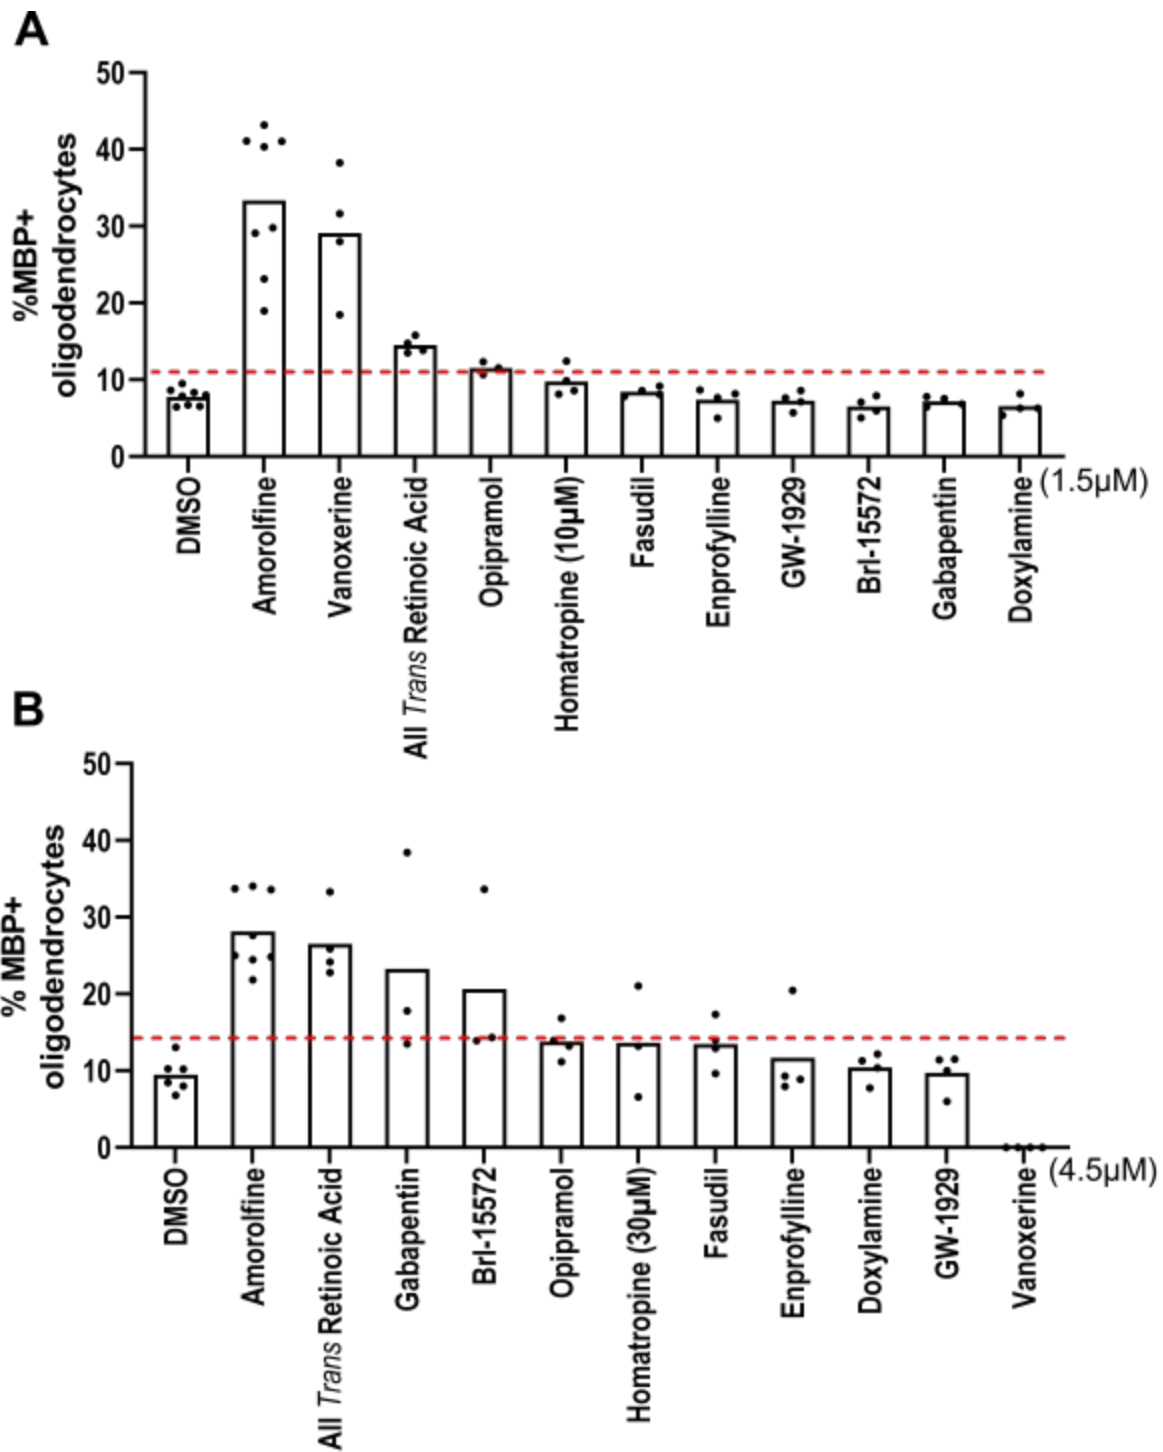 A
50
40
30
20
10
0
%MBP+
oligodendrocytes
DMSO
Amorolfine
Vanoxerine
All Trans Retinoic Acid
Opipramol
Homatropine (10µM)
Fasudil
Enprofylline
GW-1929
Brl-15572
Gabapentin
Doxylamine
(1.5µM)
B
50
40
30
20
10
0
% MBP+
oligodendrocytes
DMSO
Amorolfine
All Trans Retinoic Acid
Gabapentin
Brl-15572
Opipramol
Homatropine (30µM)
Fasudil
Enprofylline
Doxylamine
GW-1929
Vanoxerine
(4.5µM)